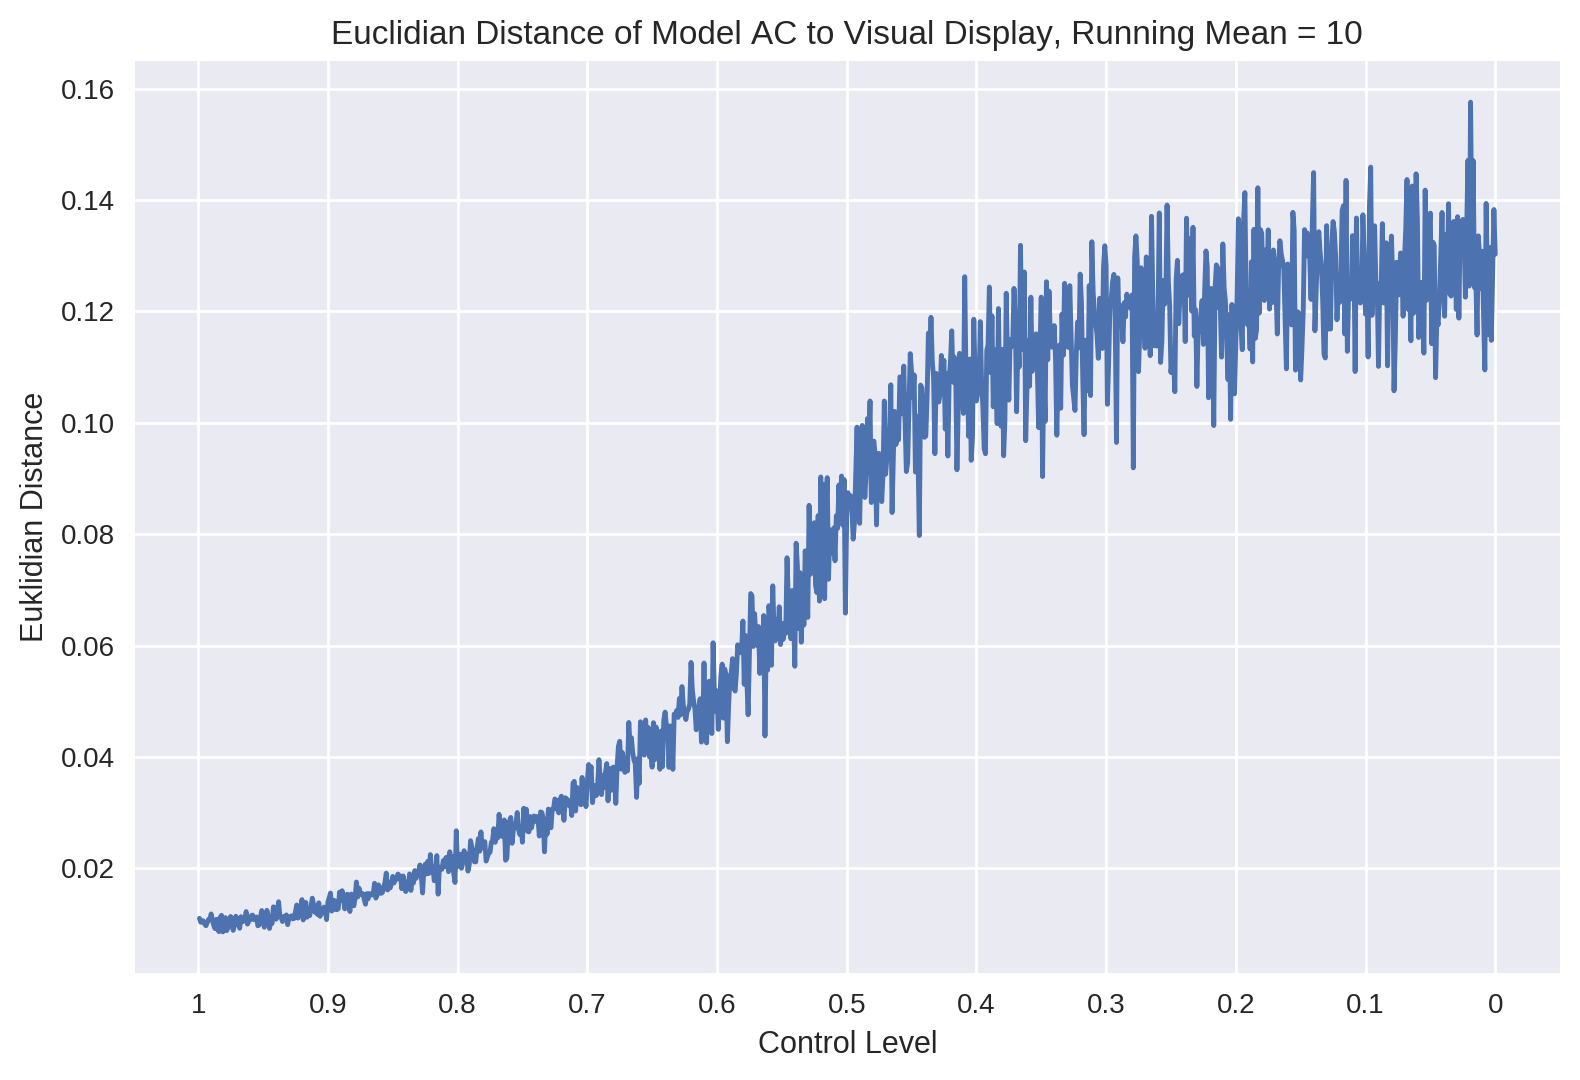 Euclidian Distance of Model AC to Visual Display, Running Mean = 10
0.16
0.14
0.12
0.10
0.08
0.06
0.04
0.02
Euklidian Distance
1 0.9 0.8 0.7 0.6 0.5 0.4 0.3 0.2 0.1 0
Control Level